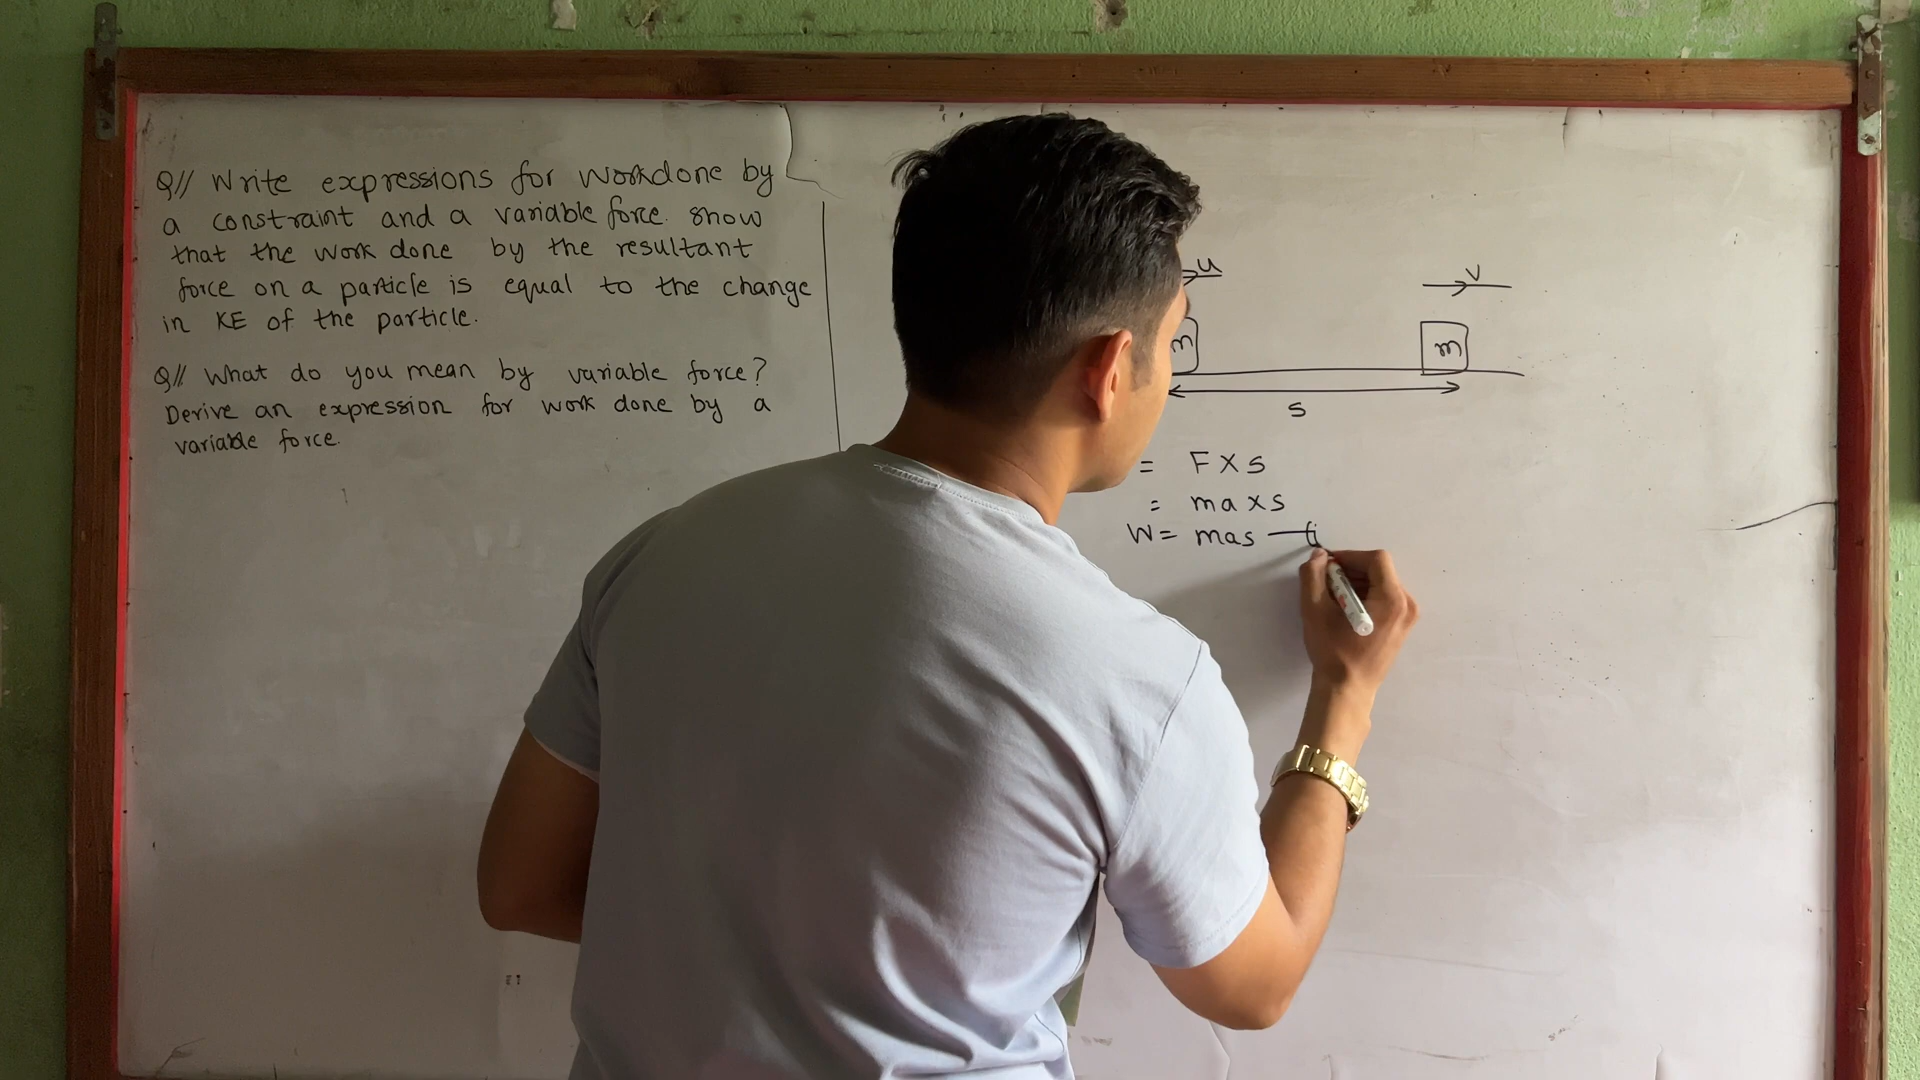 Q// Write expressions for workdone by
a constraint and a variable force. show
that the work done by the resultant
force on a particle is equal to the change
in KE of the particle.
Q// What do you mean by variable force?
Derive an expression for work done by a
variable force.
u
v
m
m
s
= F x s
= ma x s
W = mas — (i